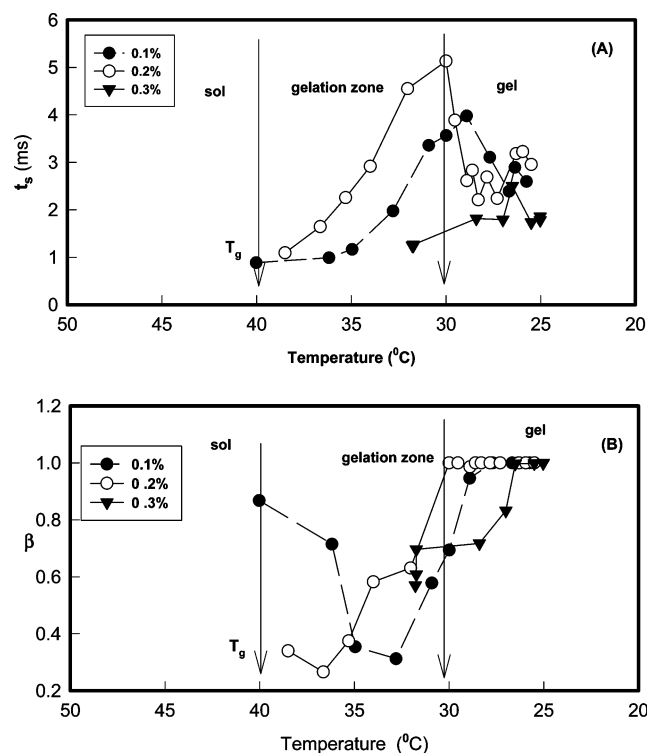 6
(A)
0.1%
0.2%
0.3%
5
sol
gelation zone
gel
4
t_s (ms)
3
2
T_g
1
0
50 45 40 35 30 25 20
Temperature (⁰C)
1.2
sol
gel
(B)
gelation zone
0.1%
0 .2%
0 .3%
1.0
0.8
β
0.6
0.4
T_g
0.2
50 45 40 35 30 25 20
Temperature (⁰C)